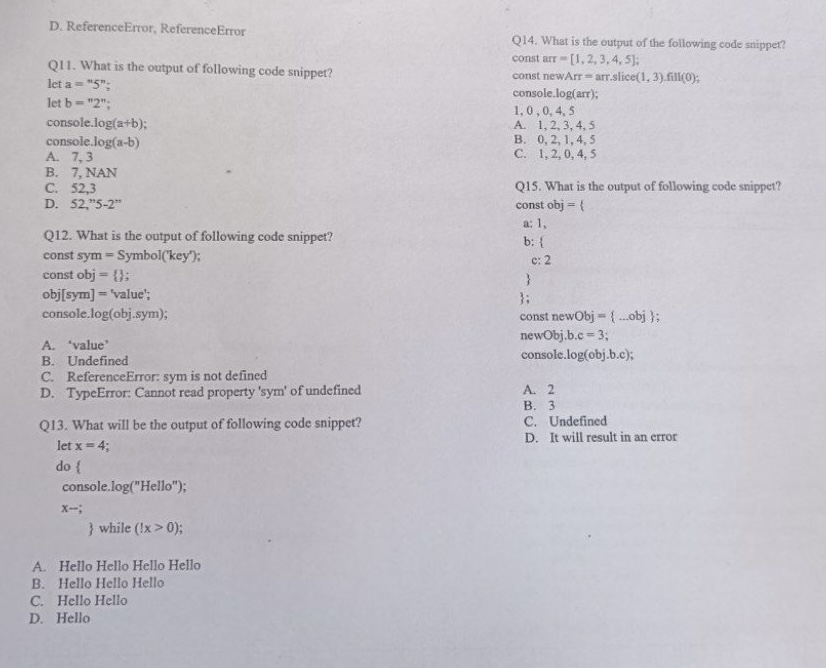 D. ReferenceError, ReferenceError
Q11. What is the output of following code snippet?
let a = "5";
let b = "2";
console.log(a+b);
console.log(a-b)
A. 7, 3
B. 7, NAN
C. 52,3
D. 52,"5-2"
Q12. What is the output of following code snippet?
const sym = Symbol('key');
const obj = {};
obj[sym] = 'value';
console.log(obj.sym);
A. 'value'
B. Undefined
C. ReferenceError: sym is not defined
D. TypeError: Cannot read property 'sym' of undefined
Q13. What will be the output of following code snippet?
let x = 4;
do {
console.log("Hello");
x--;
} while (!x > 0);
A. Hello Hello Hello Hello
B. Hello Hello Hello
C. Hello Hello
D. Hello
Q14. What is the output of the following code snippet?
const arr = [1, 2, 3, 4, 5];
const newArr = arr.slice(1, 3).fill(0);
console.log(arr);
1, 0 , 0, 4, 5
A. 1, 2, 3, 4, 5
B. 0, 2, 1, 4, 5
C. 1, 2, 0, 4, 5
Q15. What is the output of following code snippet?
const obj = {
a: 1,
b: {
c: 2
}
};
const newObj = { ...obj };
newObj.b.c = 3;
console.log(obj.b.c);
A. 2
B. 3
C. Undefined
D. It will result in an error